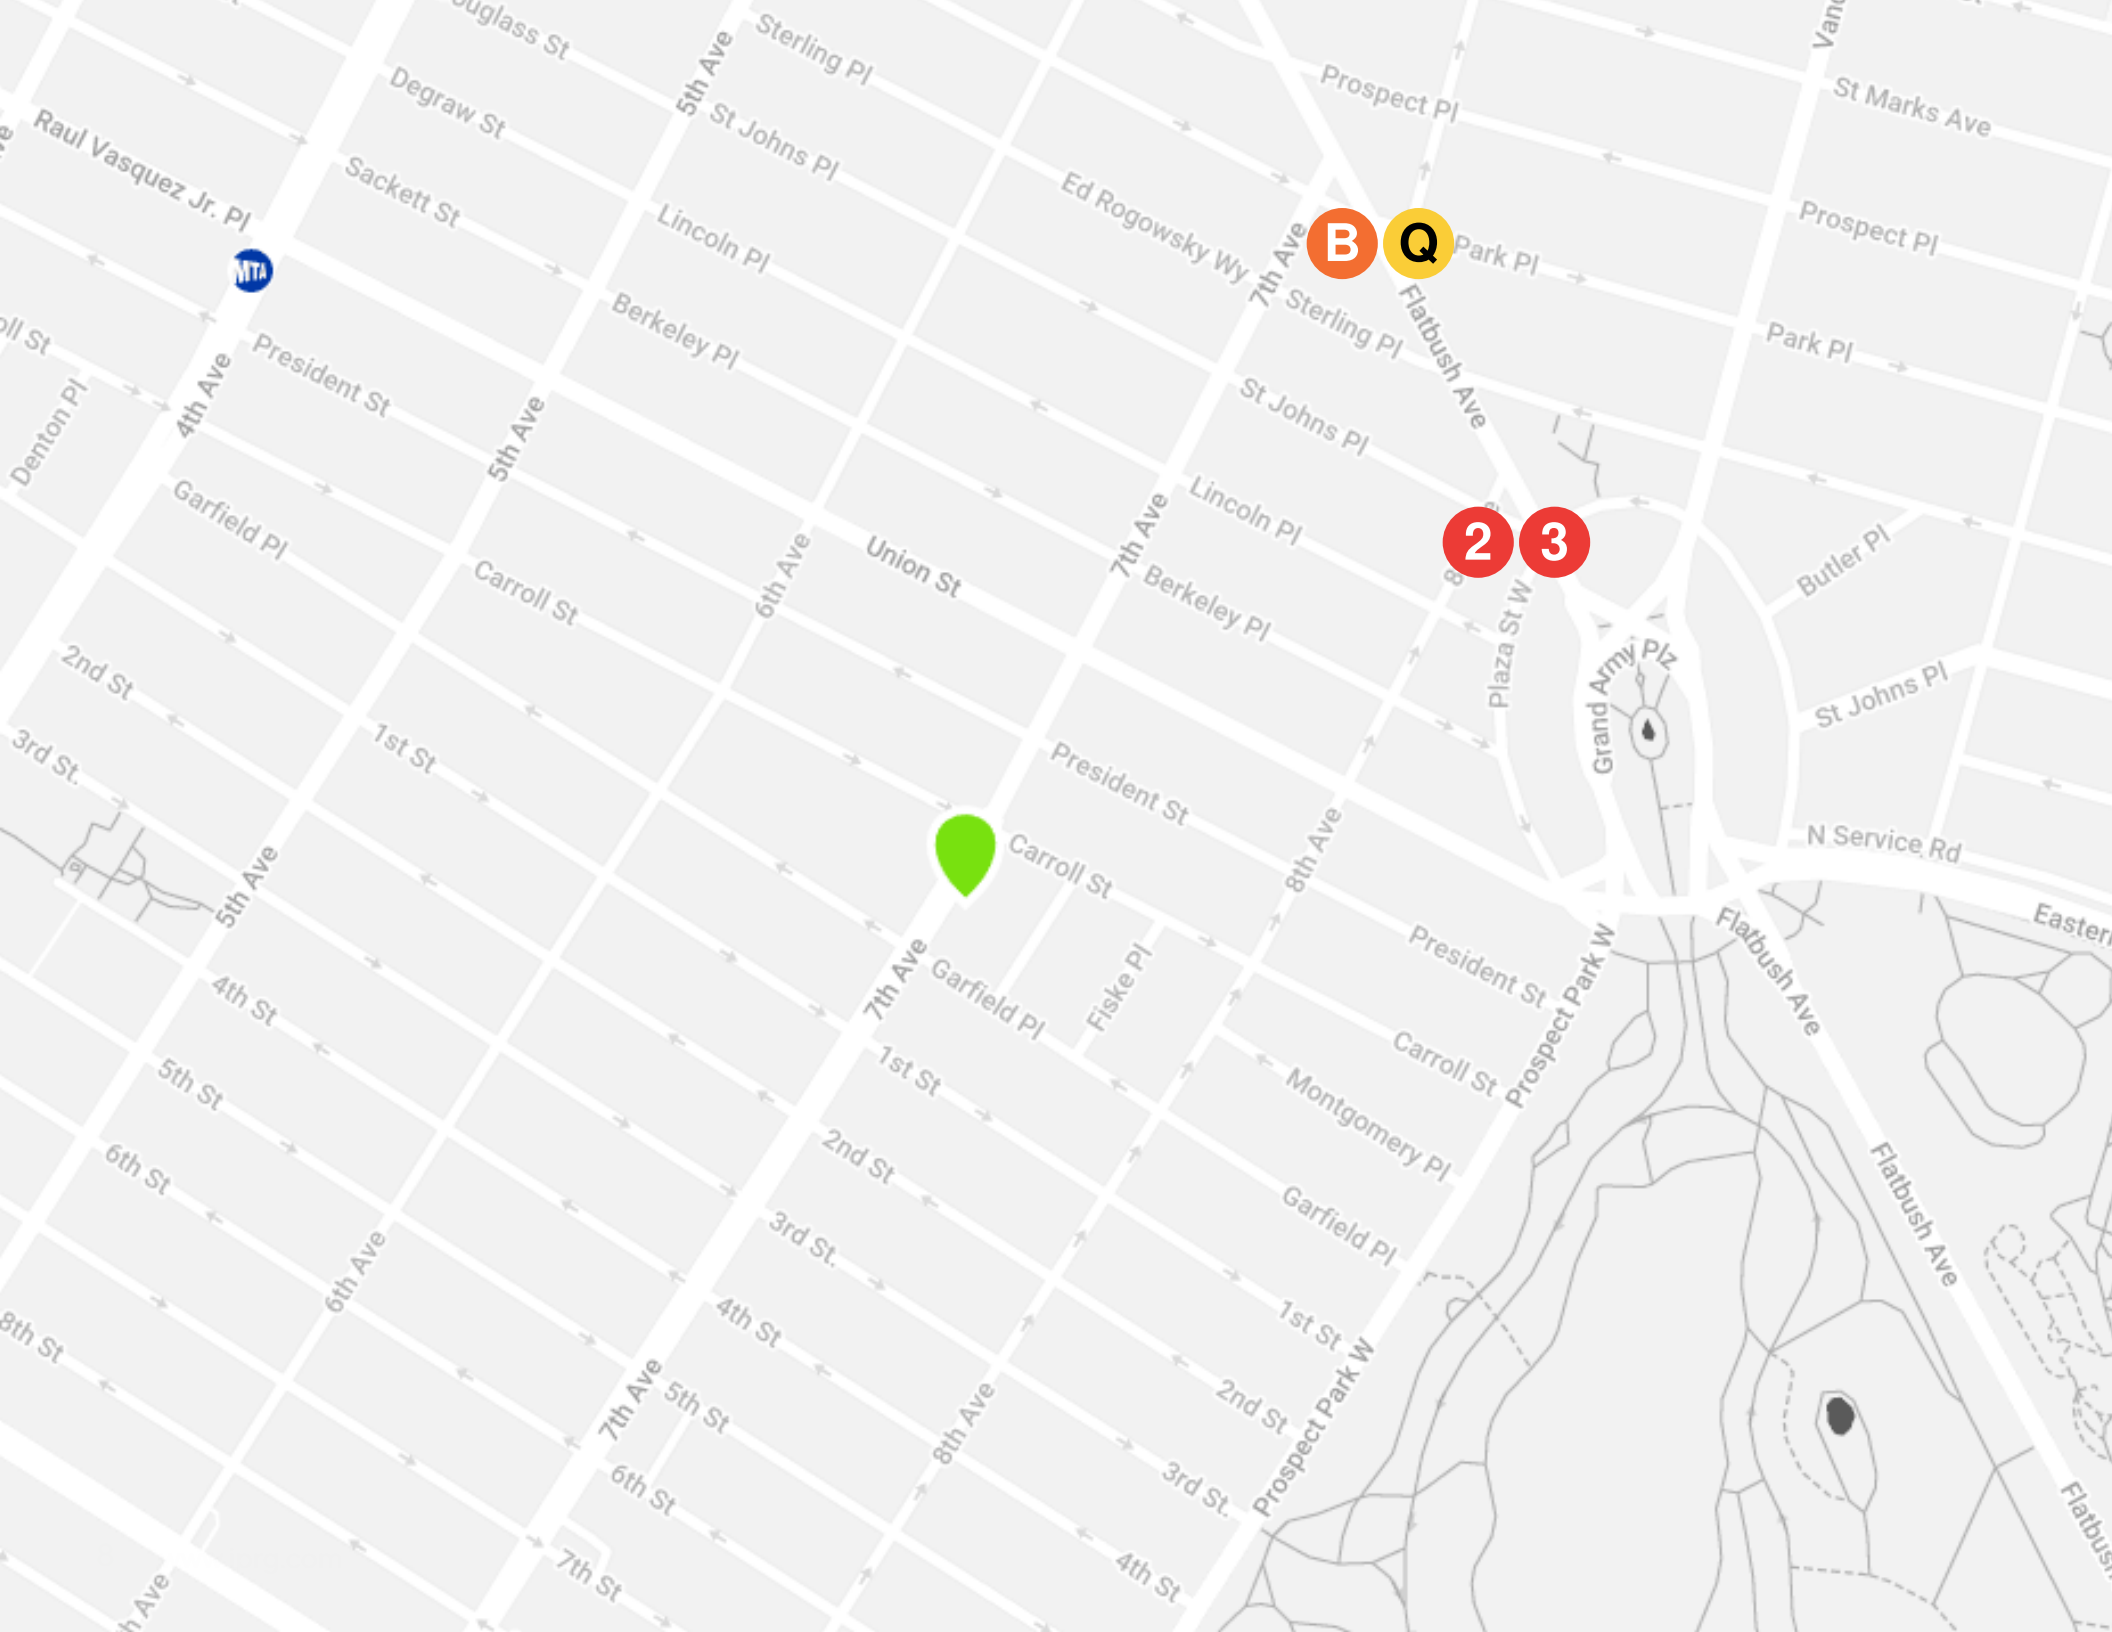 ouglass St
Sterling Pl
5th Ave
Vand
Prospect Pl
St Marks Ave
Degraw St
St Johns Pl
Raul Vasquez Jr. Pl
Sackett St
Lincoln Pl
Ed Rogowsky Wy
7th Ave
B
Q
Park Pl
Prospect Pl
MTA
Berkeley Pl
Sterling Pl
Flatbush Ave
Park Pl
oll St
President St
4th Ave
Denton Pl
5th Ave
St Johns Pl
Garfield Pl
Lincoln Pl
7th Ave
2
3
8
Union St
6th Ave
Carroll St
Berkeley Pl
Plaza St W
Butler Pl
2nd St
Grand Army Plz
St Johns Pl
3rd St.
1st St
President St
Carroll St
8th Ave
N Service Rd
5th Ave
Eastern
President St
Flatbush Ave
4th St
7th Ave
Garfield Pl
Fiske Pl
Prospect Park W
5th St
1st St
Carroll St
Montgomery Pl
6th St
2nd St
Garfield Pl
Flatbush Ave
3rd St.
6th Ave
8th St
4th St
1st St
7th Ave
5th St
8th Ave
2nd St
Prospect Park W
6th St
3rd St.
7th St
4th St
h Ave
Flatbush